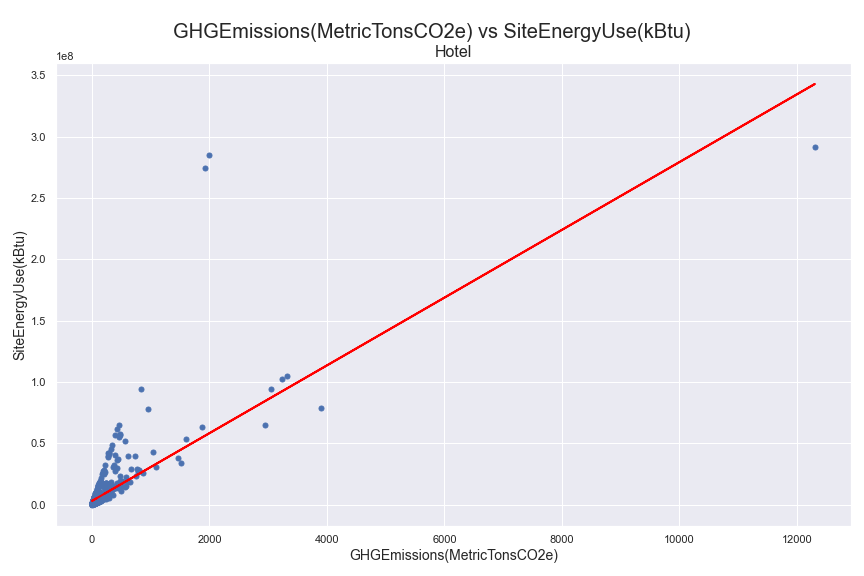 GHGEmissions(MetricTonsCO2e) vs SiteEnergyUse(kBtu)
Hotel
1e8
3.5
3.0
2.5
2.0
1.5
1.0
0.5
0.0
SiteEnergyUse(kBtu)
0 2000 4000 6000 8000 10000 12000
GHGEmissions(MetricTonsCO2e)